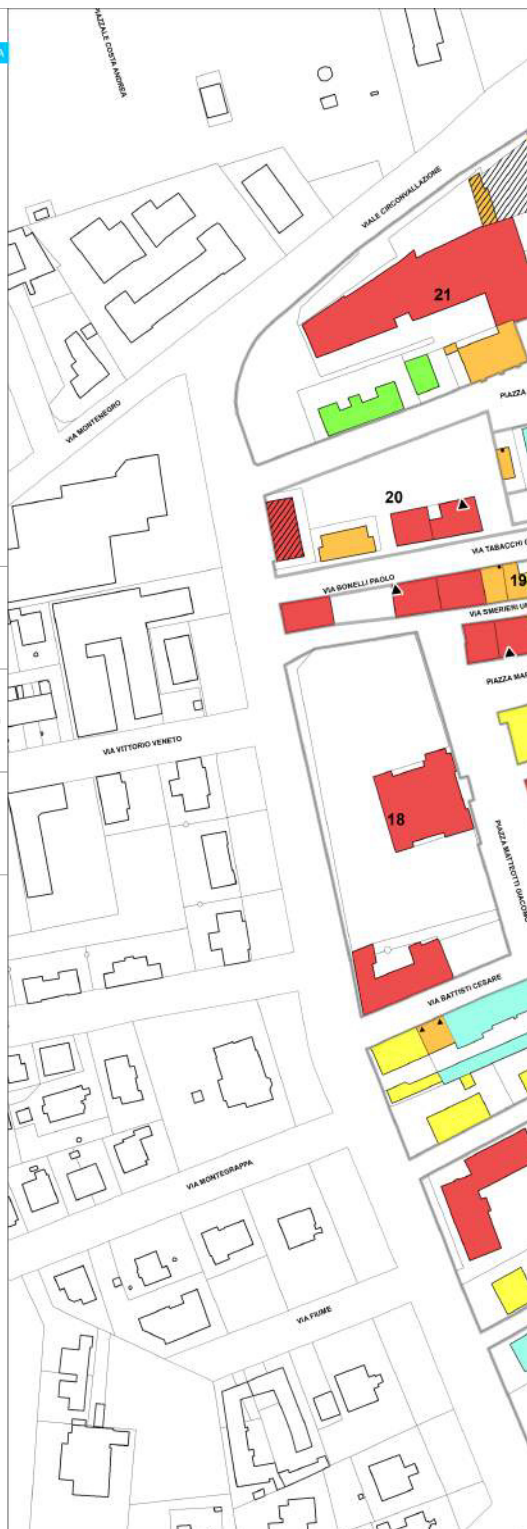 PIAZZALE COSTA ANDREA
A
VIALE CIRCONVALLAZIONE
21
PIAZZA
VIA MONTENEGRO
20
VIA TABACCHI
VIA BONELLI PAOLO
19
VIA SMERIERI
PIAZZA
VIA VITTORIO VENETO
18
PIAZZA MATTEOTTI GIACOMO
VIA BATTISTI CESARE
VIA MONTEGRAPPA
VIA FIUME